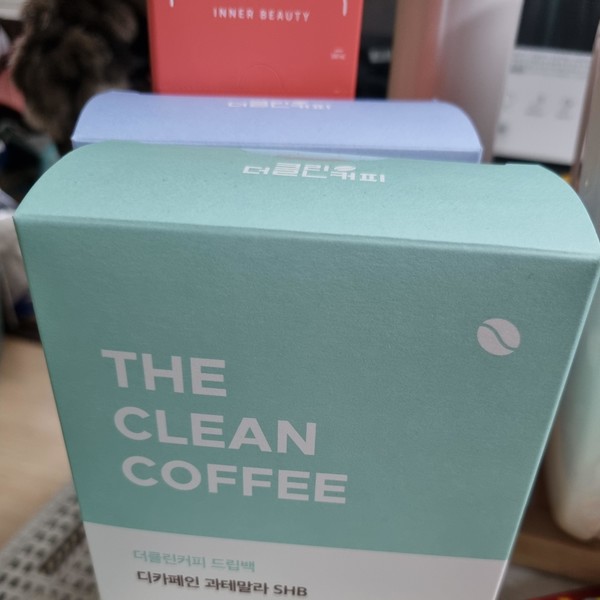 INNER BEAUTY
더클린커피
더클린커피
THE
CLEAN
COFFEE
더클린커피 드립백
디카페인 과테말라 SHB